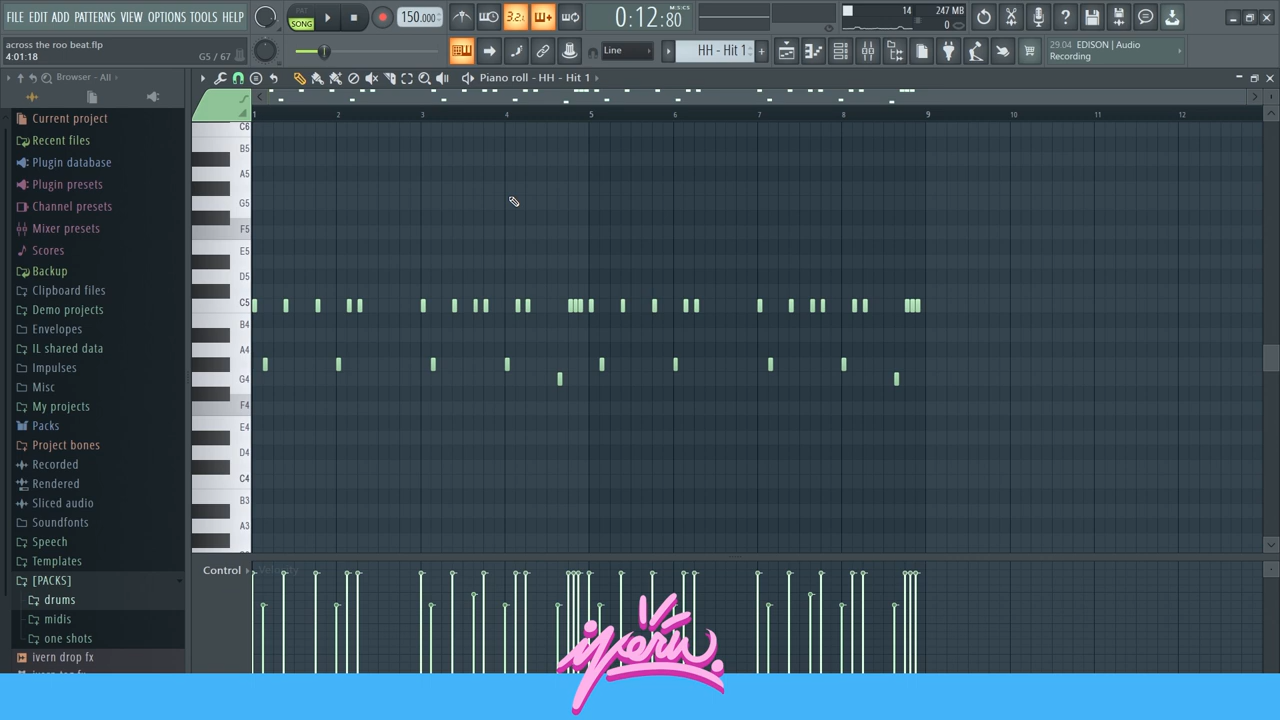 FILE EDIT ADD PATTERNS VIEW OPTIONS TOOLS HELP
PAT
SONG
150.000
3.2
0:12:80
M:S:CS
14
247 MB
0
across the roo beat.flp
4:01:18
G5 / 67
Line
HH - Hit 1
29.04 EDISON | Audio
Recording
Browser - All
Piano roll - HH - Hit 1
1 2 3 4 5 6 7 8 9 10 11 12
Current project
Recent files
Plugin database
Plugin presets
Channel presets
Mixer presets
Scores
Backup
Clipboard files
Demo projects
Envelopes
IL shared data
Impulses
Misc
My projects
Packs
Project bones
Recorded
Rendered
Sliced audio
Soundfonts
Speech
Templates
[PACKS]
drums
midis
one shots
ivern drop fx
C6
B5
A5
G5
F5
E5
D5
C5
B4
A4
G4
F4
E4
D4
C4
B3
A3
Control
Velocity
ivern